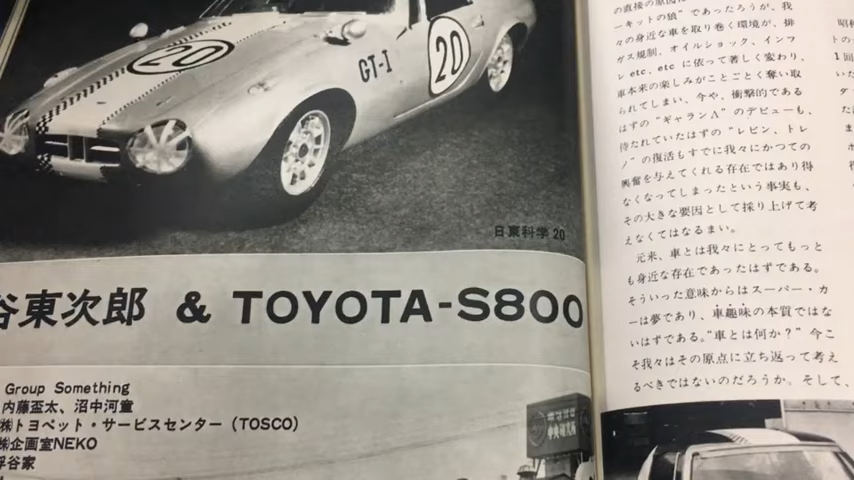 20
GT-I
20
日東科学20
谷東次郎 & TOYOTA-S800
Group Something
内藤盃太、沼中河童
㈱トヨペット・サービスセンター（TOSCO）
㈱企画室NEKO
浮谷家
の直接の原因は
ーキットの狼”であったろうが、我
々の身近な車を取り巻く環境が、排
ガス規制、オイルショック、インフ
レetc. etcに依って著しく変わり、
車本来の楽しみがことごとく奪い取
られてしまい、今や、衝撃的である
はずの“ギャランΛ”のデビューも、
待たれていたはずの“レビン、トレ
ノ”の復活もすでに我々にかつての
興奮を与えてくれる存在ではあり得
なくなってしまったという事実も、
その大きな要因として採り上げて考
えなくてはなるまい。
元来、車とは我々にとってもっと
も身近な存在であったはずである。
そういった意味からはスーパー・カ
ーは夢であり、車趣味の本質ではな
いはずである。“車とは何か？”今こ
そ我々はその原点に立ち返って考え
るべきではないのだろうか。そして、